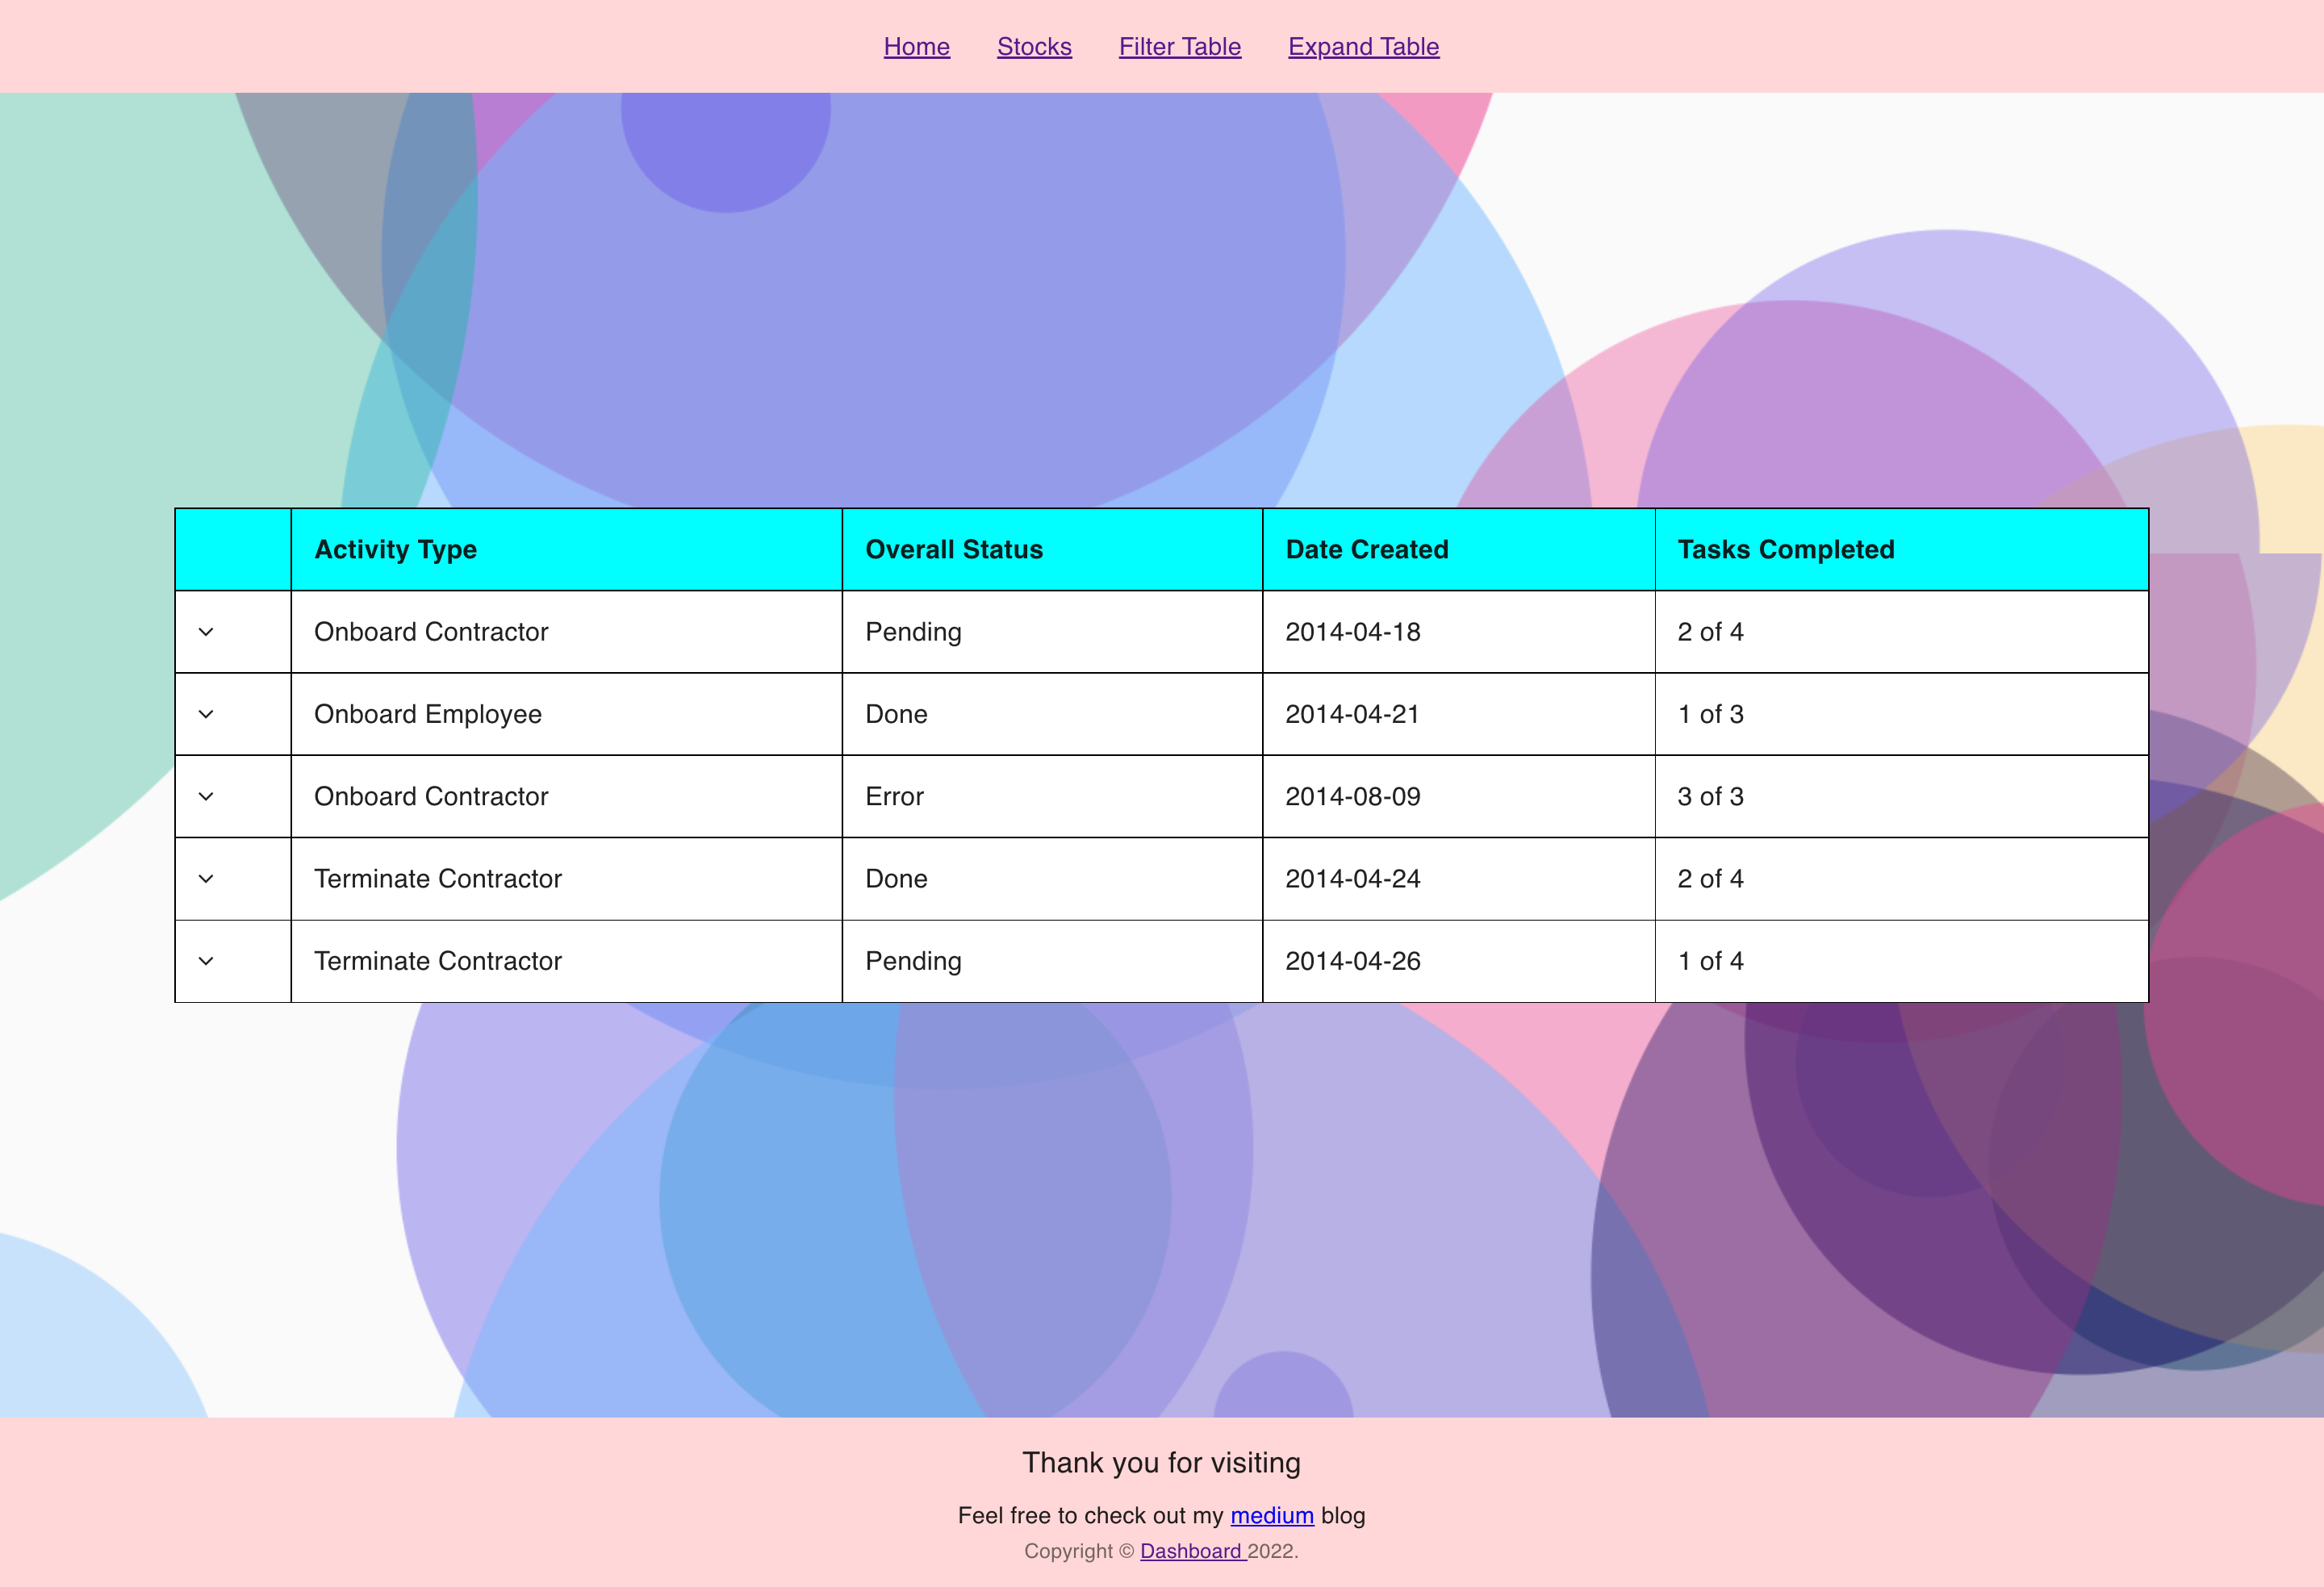 Home Stocks Filter Table Expand Table
Activity Type Overall Status Date Created Tasks Completed
Onboard Contractor Pending 2014-04-18 2 of 4
Onboard Employee Done 2014-04-21 1 of 3
Onboard Contractor Error 2014-08-09 3 of 3
Terminate Contractor Done 2014-04-24 2 of 4
Terminate Contractor Pending 2014-04-26 1 of 4
Thank you for visiting
Feel free to check out my medium blog
Copyright © Dashboard 2022.